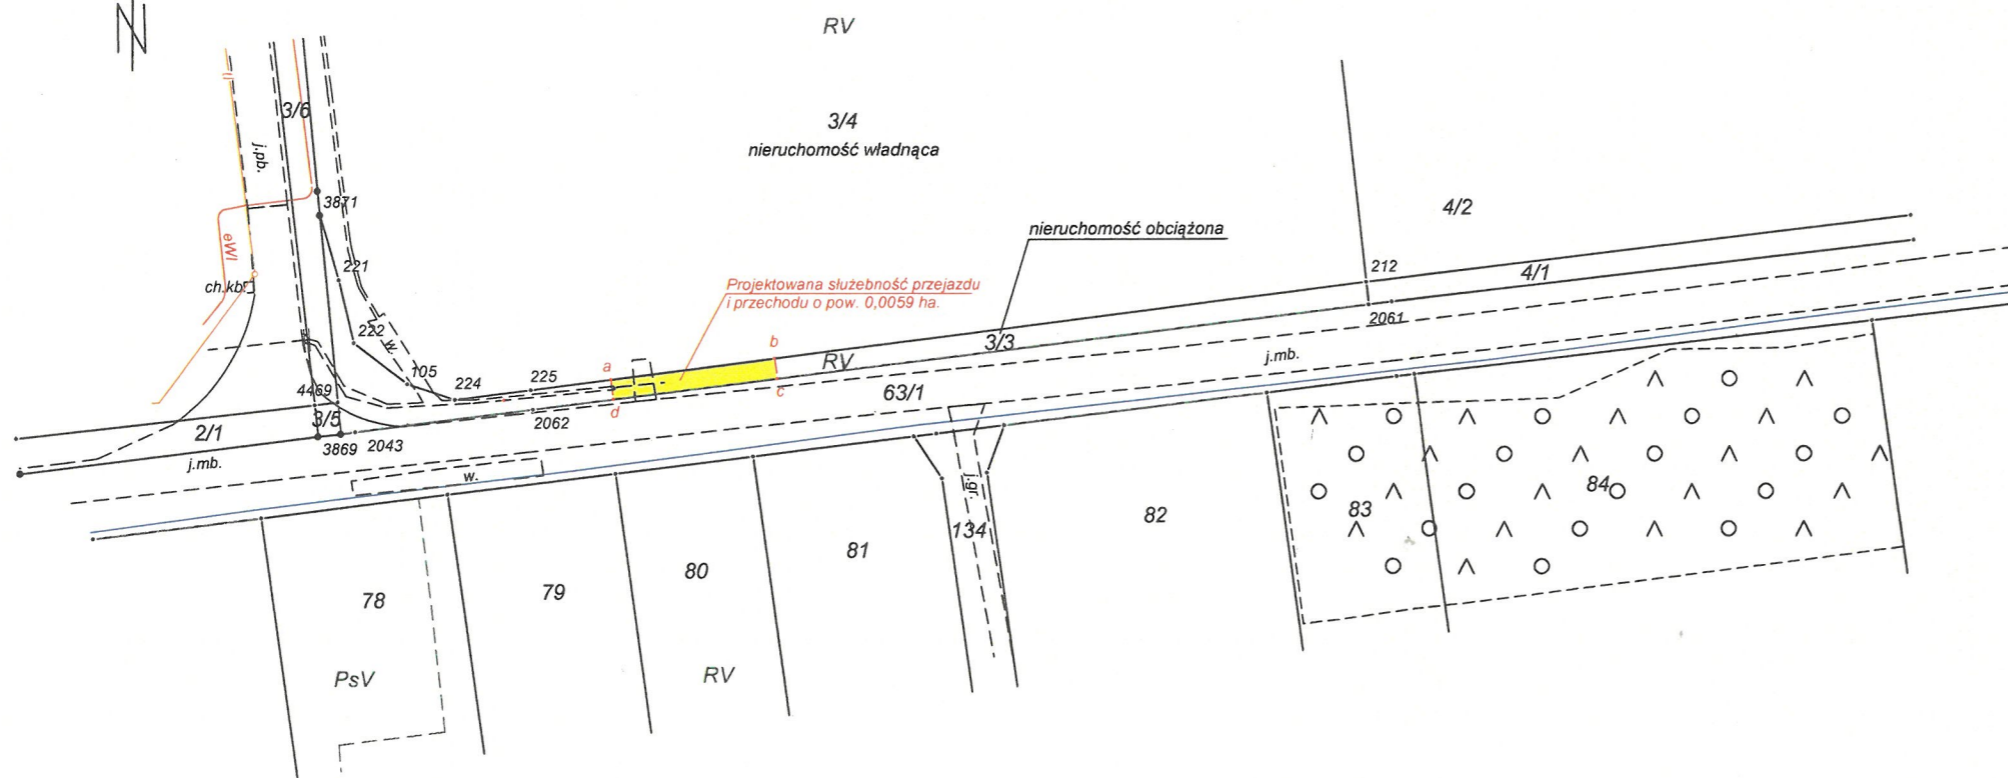 N
RV
3/6
3/4
nieruchomość władnąca
j.pb.
3871
4/2
nieruchomość obciążona
eWl
221
212
4/1
ch.kb
Projektowana służebność przejazdu
i przechodu o pow. 0,0059 ha.
2061
222
w.
b
3/3
a
RV
j.mb.
105
224
225
4469
c
63/1
d
3/5
2062
2/1
3869
2043
j.mb.
w.
j.gr.
84
83
134
82
81
80
79
78
PsV
RV